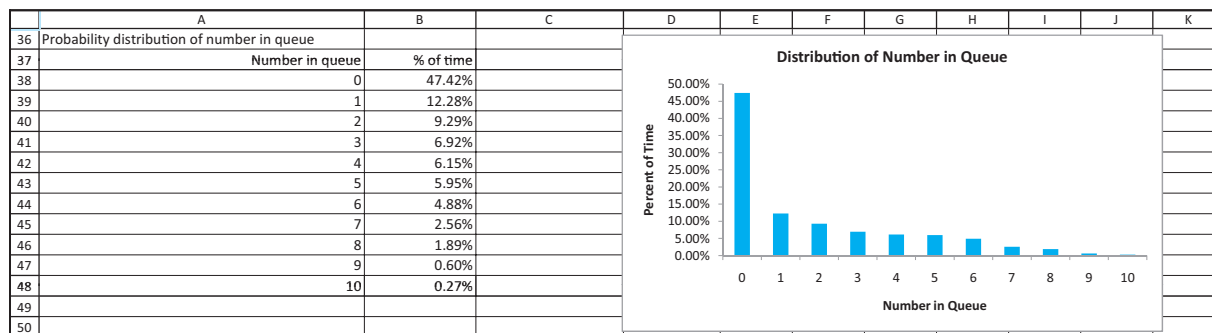 A B C D E F G H I J K
36 Probability distribution of number in queue
37 Number in queue % of time
38 0 47.42%
39 1 12.28%
40 2 9.29%
41 3 6.92%
42 4 6.15%
43 5 5.95%
44 6 4.88%
45 7 2.56%
46 8 1.89%
47 9 0.60%
48 10 0.27%
49
50
Distribution of Number in Queue
Percent of Time
50.00%
45.00%
40.00%
35.00%
30.00%
25.00%
20.00%
15.00%
10.00%
5.00%
0.00%
0 1 2 3 4 5 6 7 8 9 10
Number in Queue